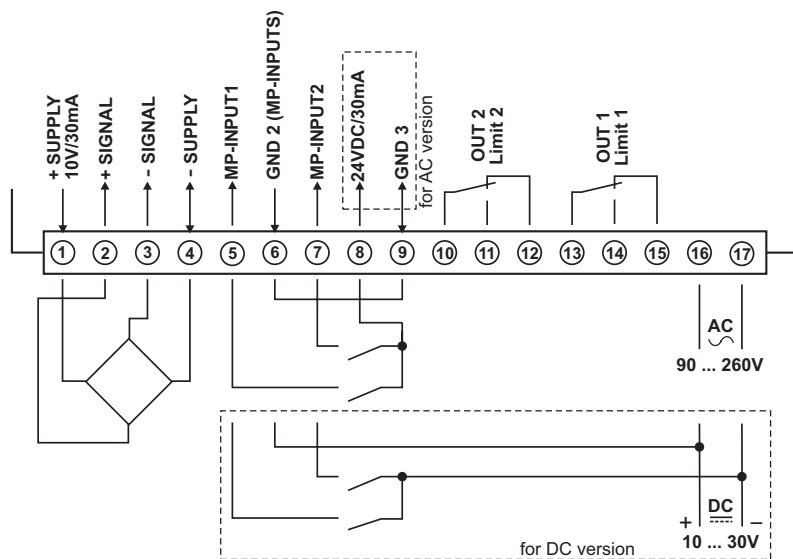 + SUPPLY
10V/30mA
+ SIGNAL
- SIGNAL
- SUPPLY
MP-INPUT1
GND 2 (MP-INPUTS)
MP-INPUT2
24VDC/30mA
GND 3
for AC version
OUT 2
Limit 2
OUT 1
Limit 1
1 2 3 4 5 6 7 8 9 10 11 12 13 14 15 16 17
AC
90 ... 260V
+ DC –
10 ... 30V
for DC version